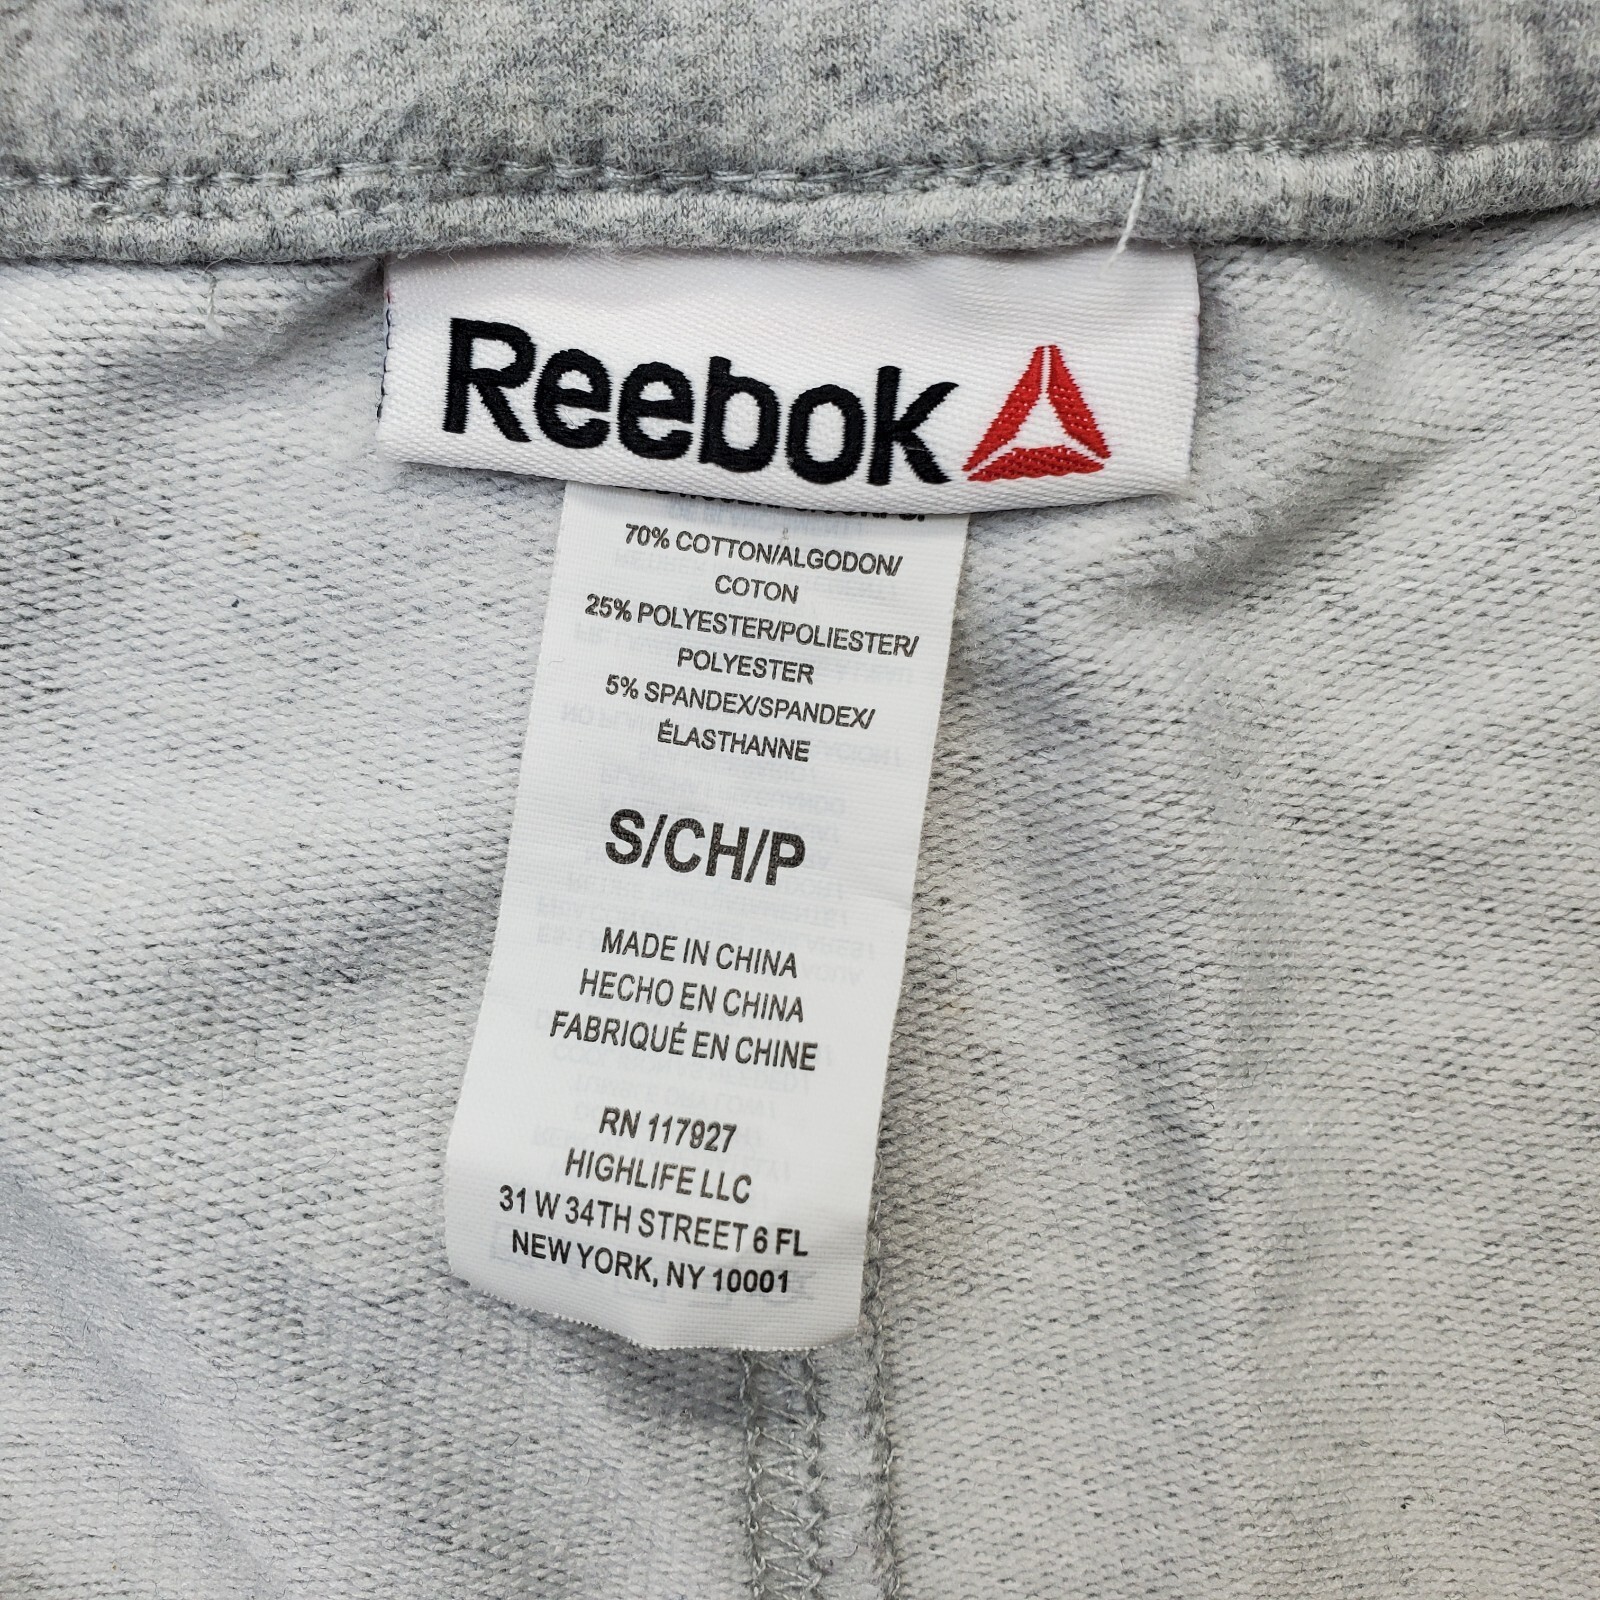 Reebok
70% COTTON/ALGODON/
COTON
25% POLYESTER/POLIESTER/
POLYESTER
5% SPANDEX/SPANDEX/
ÉLASTHANNE
S/CH/P
MADE IN CHINA
HECHO EN CHINA
FABRIQUÉ EN CHINE
RN 117927
HIGHLIFE LLC
31 W 34TH STREET 6 FL
NEW YORK, NY 10001